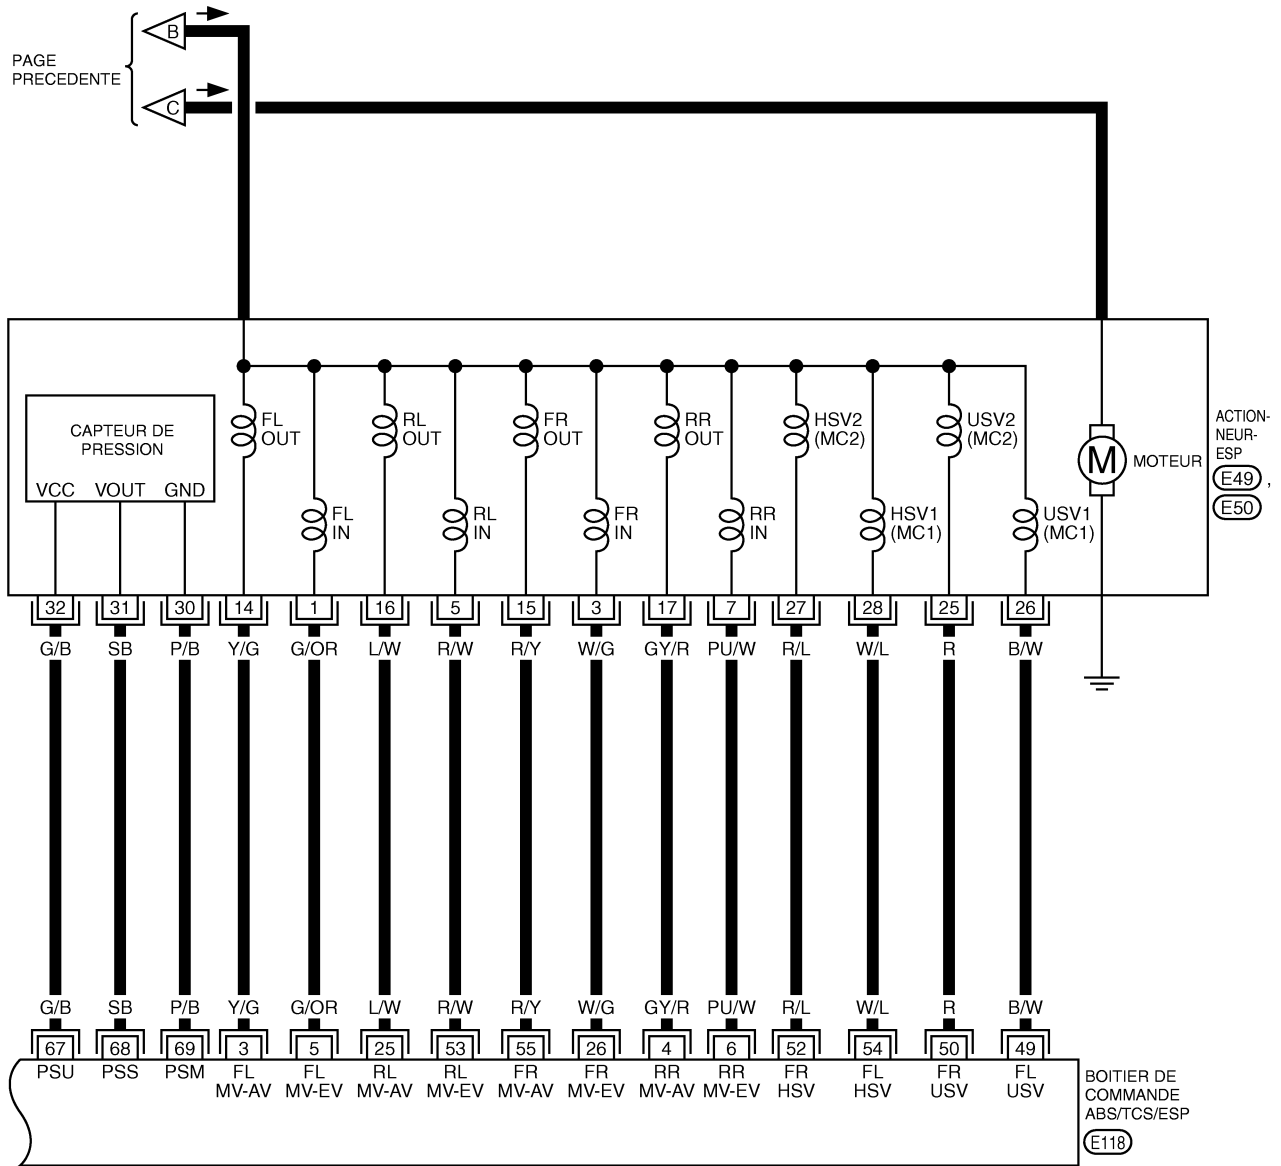 B
PAGE
PRECEDENTE
C
CAPTEUR DE
PRESSION
VCC VOUT GND
FL
OUT
RL
OUT
FR
OUT
RR
OUT
HSV2
(MC2)
USV2
(MC2)
FL
IN
RL
IN
FR
IN
RR
IN
HSV1
(MC1)
USV1
(MC1)
M MOTEUR
ACTION-
NEUR-
ESP
E49 ,
E50
32 31 30 14 1 16 5 15 3 17 7 27 28 25 26
G/B SB P/B Y/G G/OR L/W R/W R/Y W/G GY/R PU/W R/L W/L R B/W
G/B SB P/B Y/G G/OR L/W R/W R/Y W/G GY/R PU/W R/L W/L R B/W
67 68 69 3 5 25 53 55 26 4 6 52 54 50 49
PSU PSS PSM FL FL RL RL FR FR RR RR FR FL FR FL
MV-AV MV-EV MV-AV MV-EV MV-AV MV-EV MV-AV MV-EV HSV HSV USV USV
BOITIER DE
COMMANDE
ABS/TCS/ESP
E118